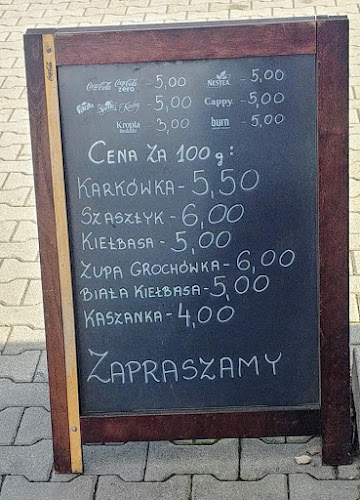 Coca-Cola Coca-Cola zero - 5,00 NESTEA - 5,00
Fanta Sprite Kinley - 5,00 Cappy - 5,00
Kropla Beskidu - 3,00 burn - 5,00
CENA ZA 100g:
KARKÓWKA - 5,50
SZASZŁYK - 6,00
KIEŁBASA - 5,00
ZUPA GROCHÓWKA - 6,00
BIAŁA KIEŁBASA - 5,00
KASZANKA - 4,00
ZAPRASZAMY
Coca-Cola